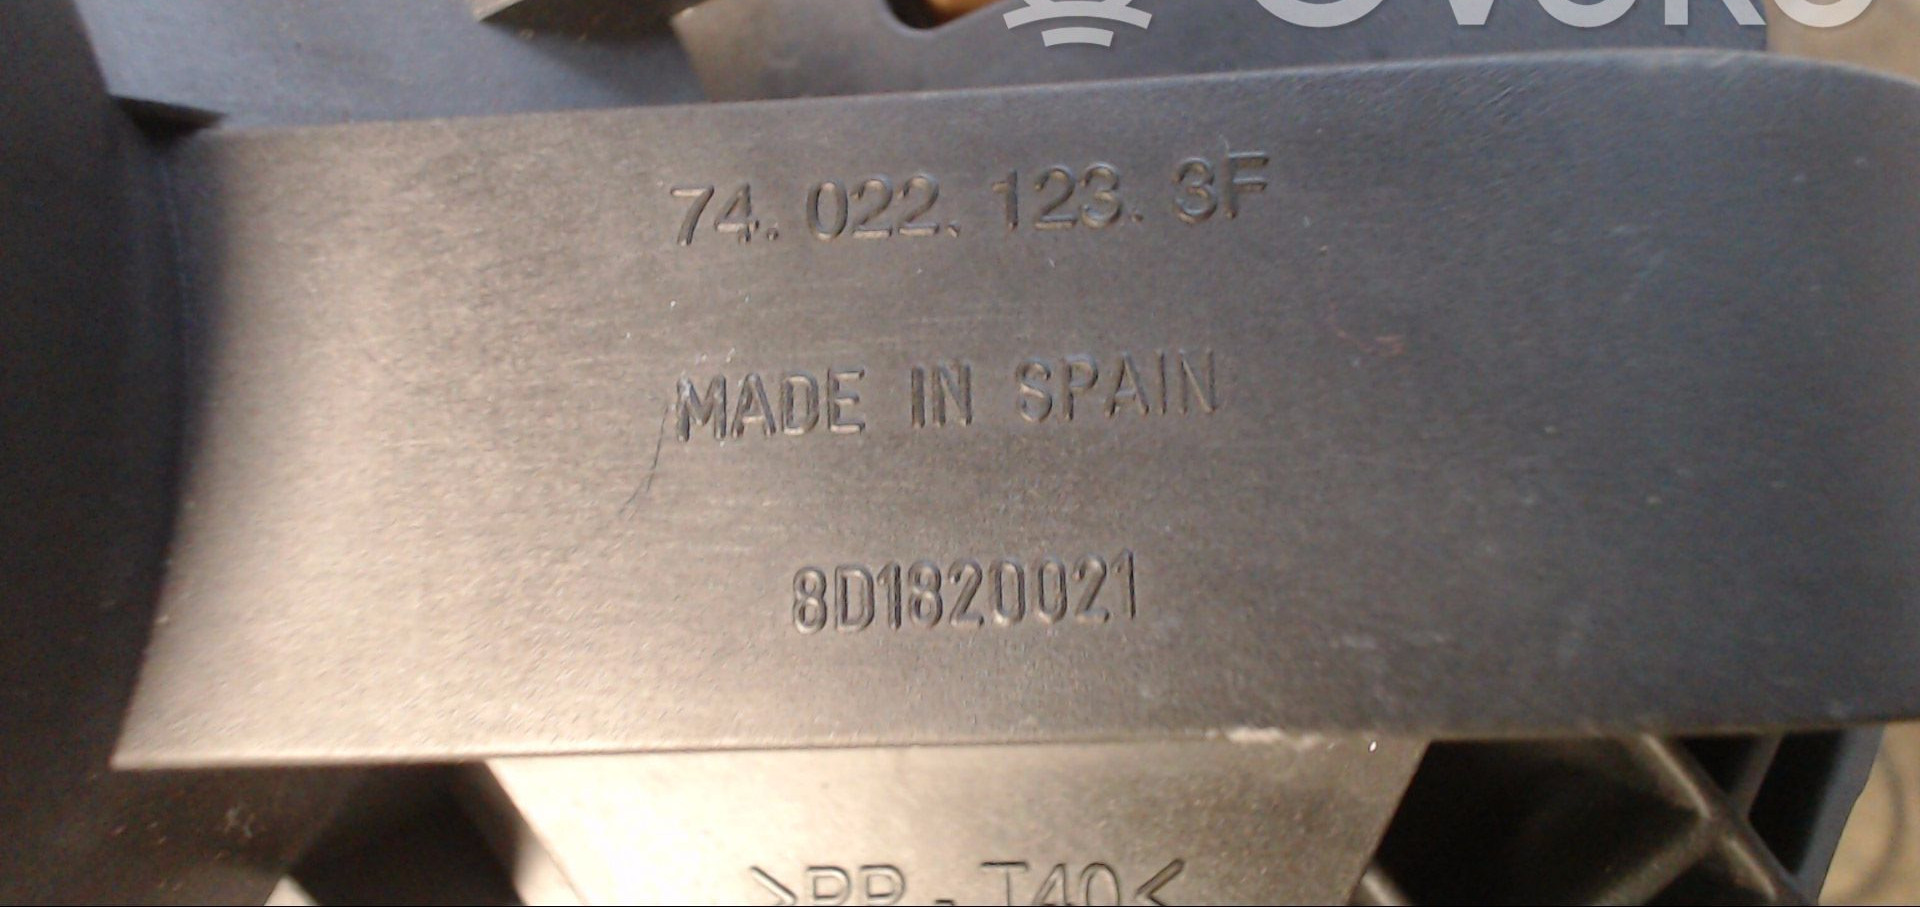 74.022.123.3F
MADE IN SPAIN
8D1820021
>PP-T40<